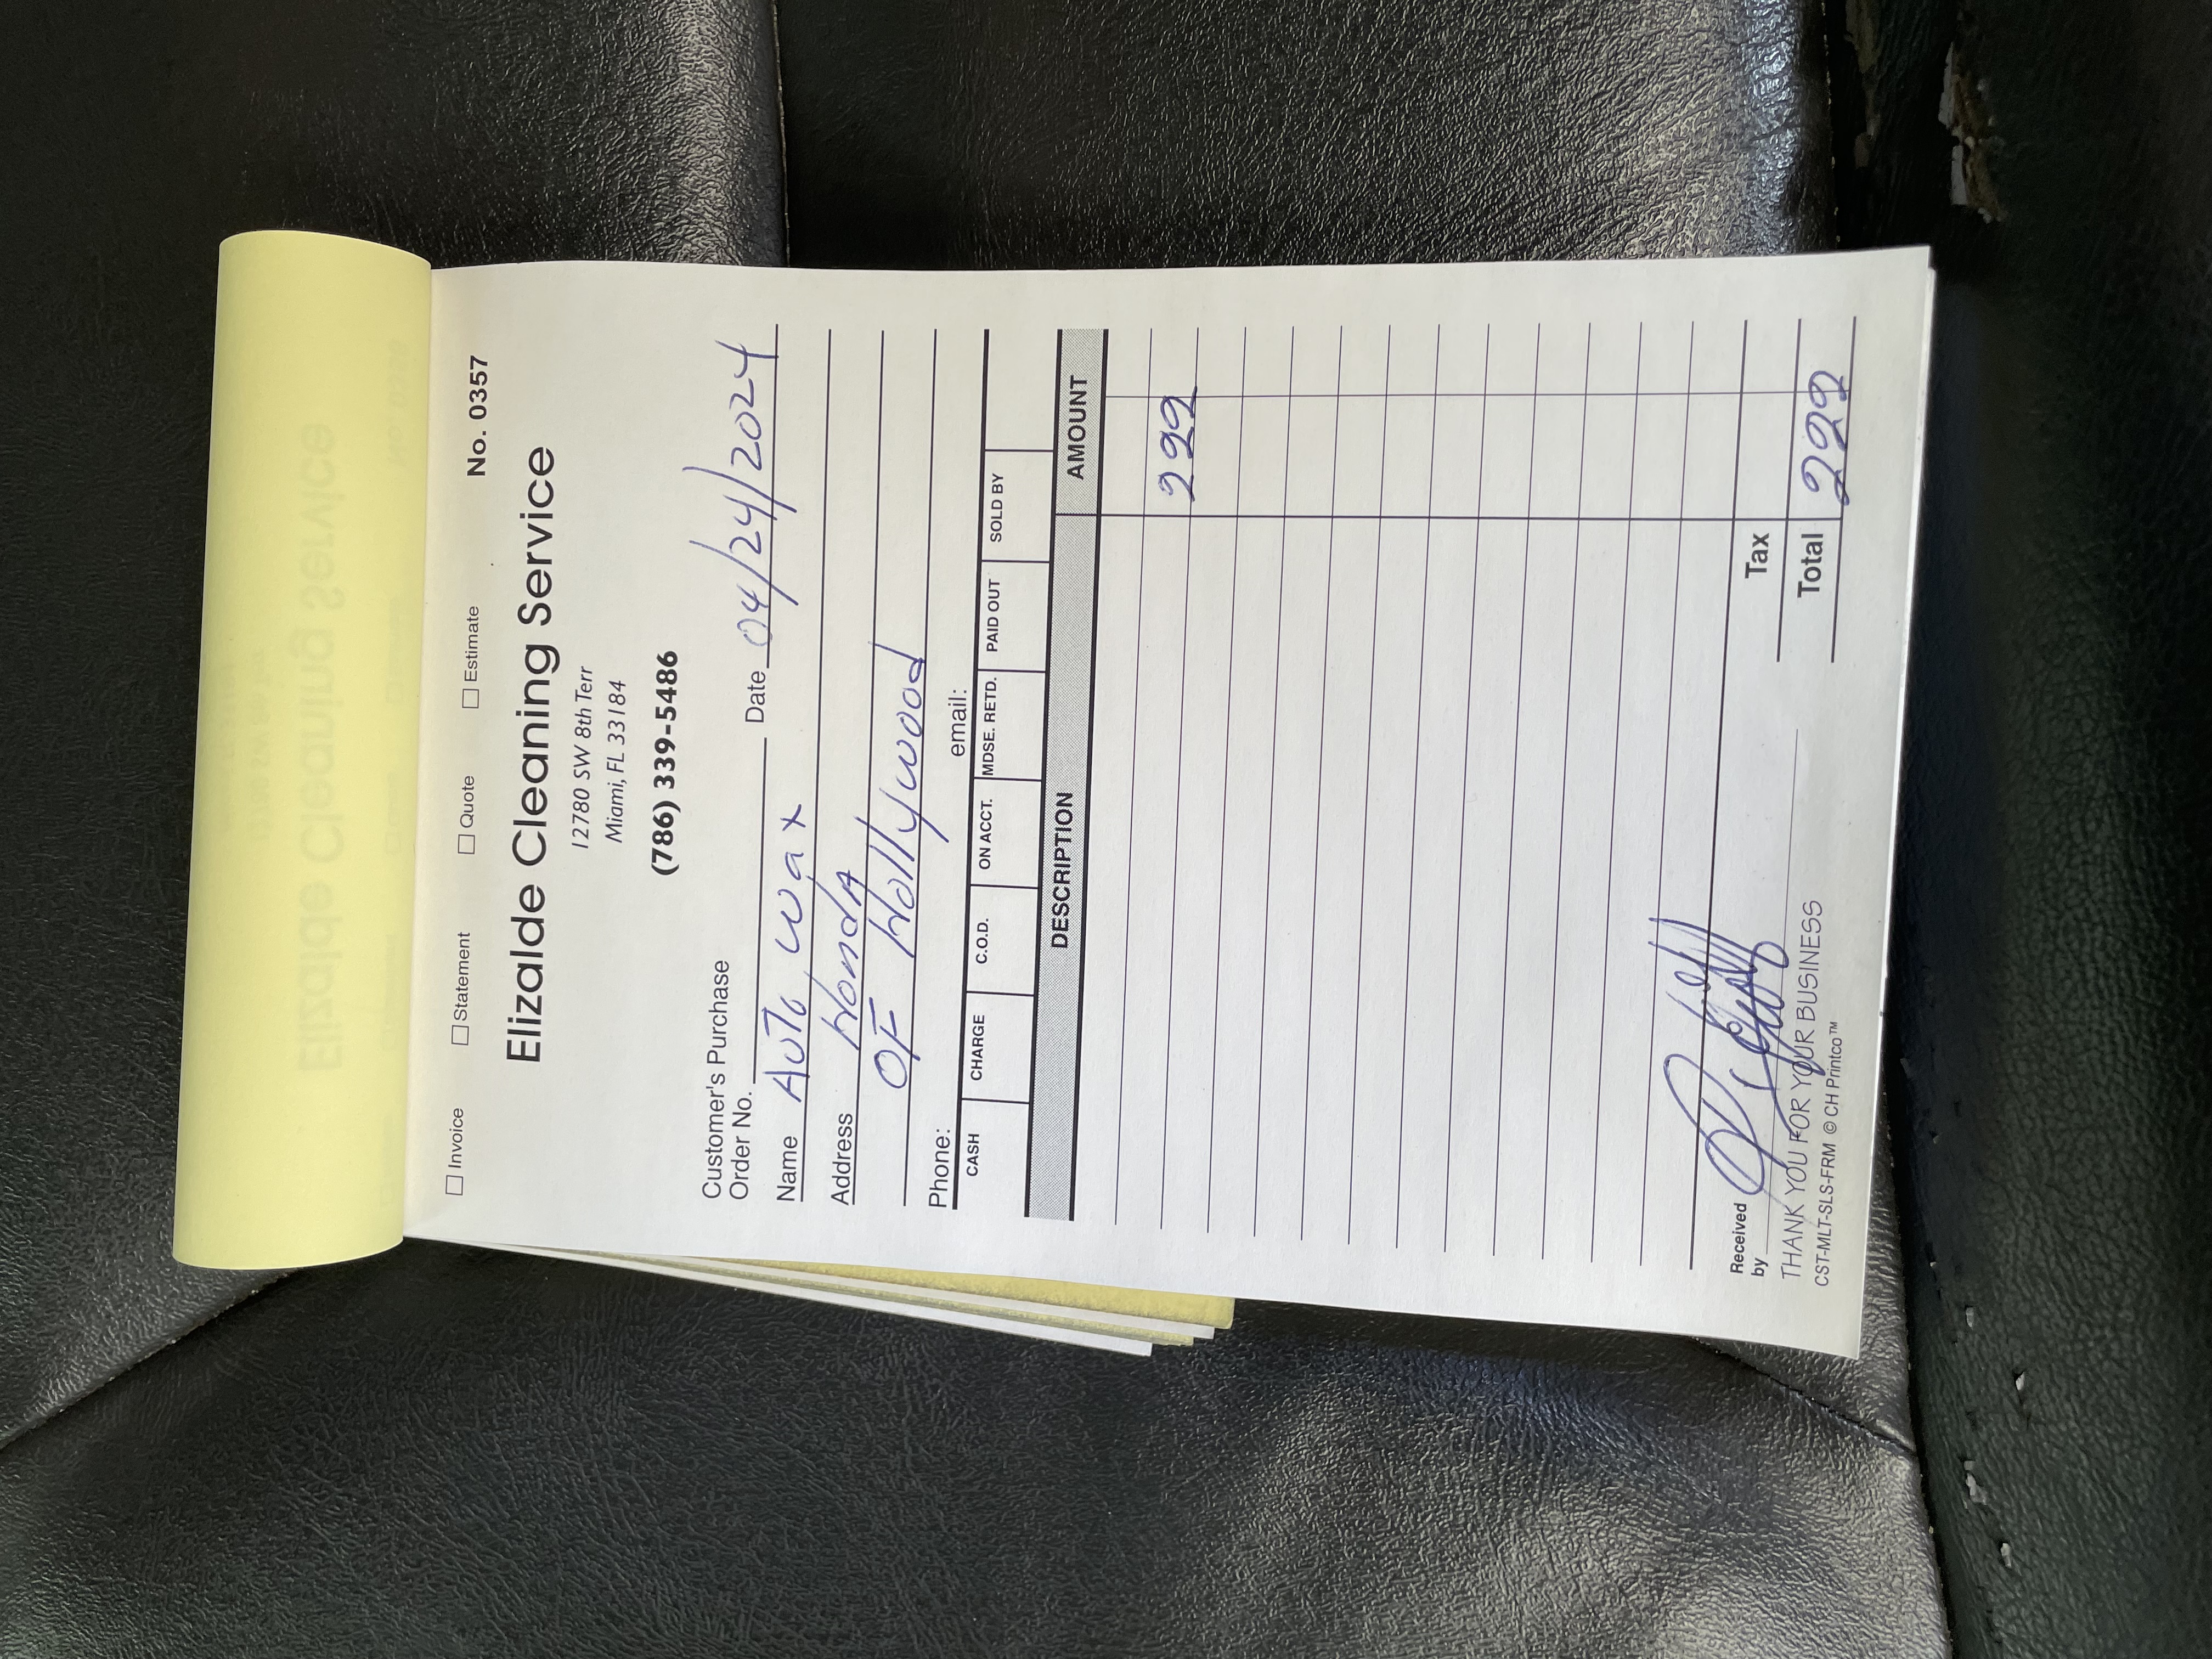 ☐ Invoice ☐ Statement ☐ Quote ☐ Estimate No. 0357
Elizalde Cleaning Service
12780 SW 8th Terr
Miami, FL 33184
(786) 339-5486
Customer's Purchase
Order No. Date 04/24/2024
Name Auto Wax
Address HondA
OF Hollywood
Phone: email:
CASH CHARGE C.O.D. ON ACCT. MDSE. RETD. PAID OUT SOLD BY
DESCRIPTION AMOUNT
299
Tax
Received
by Total 299
THANK YOU FOR YOUR BUSINESS
CST-MLT-SLS-FRM © CH Printco™